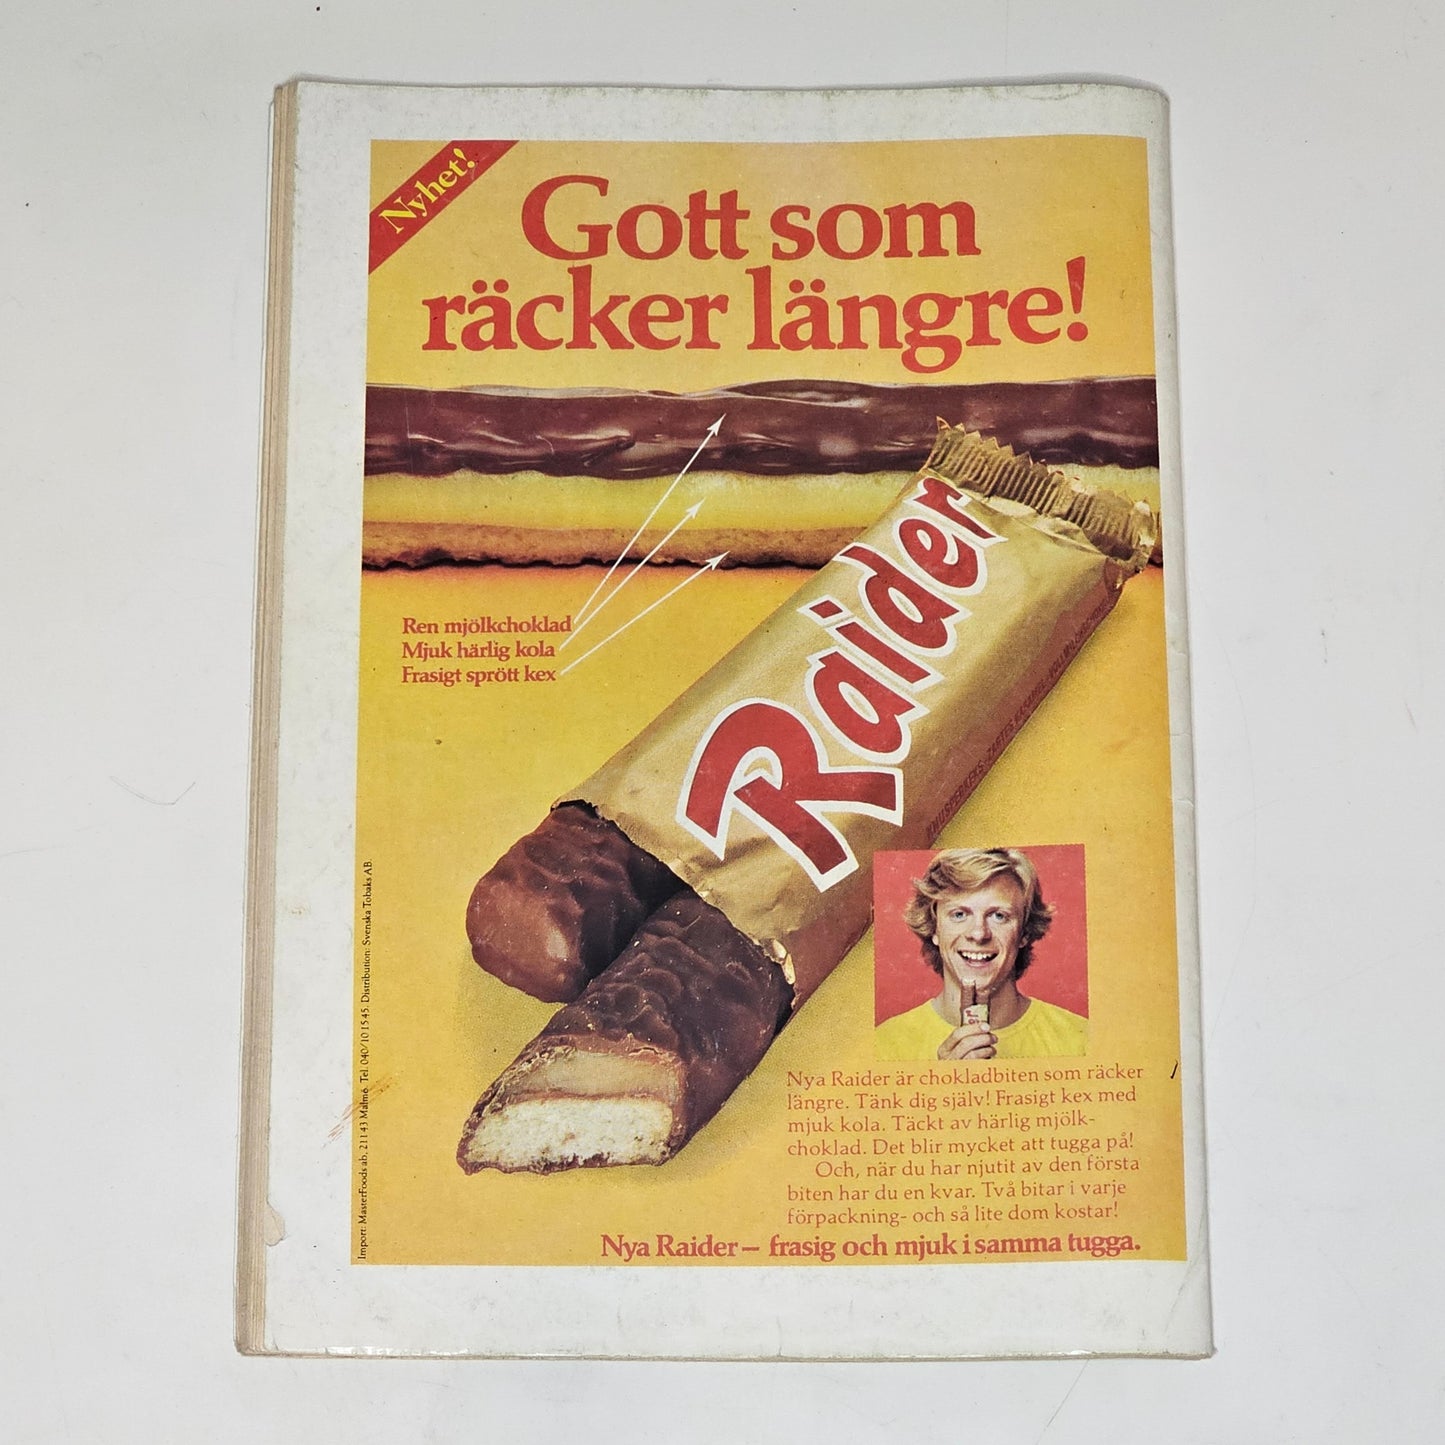 Nyhet!
Gott som
räcker längre!
Ren mjölkchoklad
Mjuk härlig kola
Frasigt sprött kex
Raider
KNUSPERKEKS
Nya Raider är chokladbiten som räcker
längre. Tänk dig själv! Frasigt kex med
mjuk kola. Täckt av härlig mjölk-
choklad. Det blir mycket att tugga på!
Och, när du har njutit av den första
biten har du en kvar. Två bitar i varje
förpackning- och så lite dom kostar!
Nya Raider – frasig och mjuk i samma tugga.
Import: MasterFoods ab, 211 43 Malmö. Tel. 040/10 15 45. Distribution: Svenska Tobaks AB.